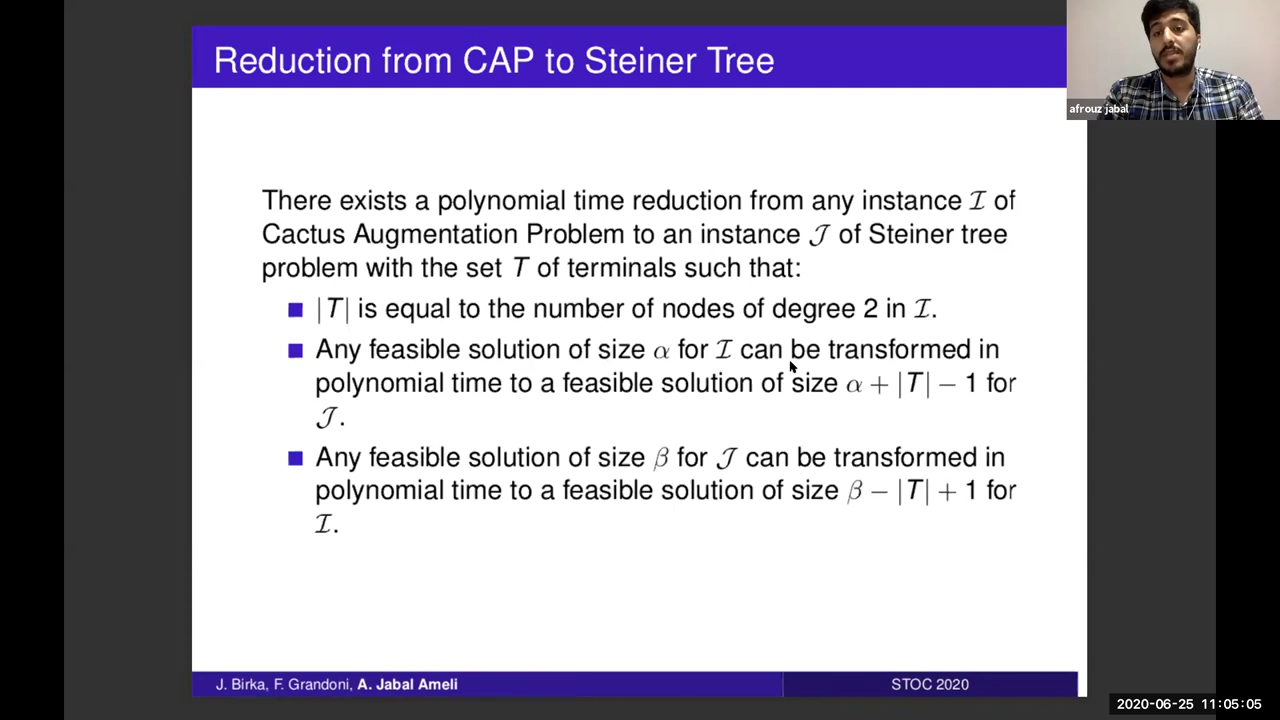 Reduction from CAP to Steiner Tree
afrouz jabal
There exists a polynomial time reduction from any instance ℐ of
Cactus Augmentation Problem to an instance 𝒥 of Steiner tree
problem with the set T of terminals such that:
|T| is equal to the number of nodes of degree 2 in ℐ.
Any feasible solution of size α for ℐ can be transformed in
polynomial time to a feasible solution of size α + |T| − 1 for
𝒥.
Any feasible solution of size β for 𝒥 can be transformed in
polynomial time to a feasible solution of size β − |T| + 1 for
ℐ.
J. Birka, F. Grandoni, A. Jabal Ameli
STOC 2020
2020-06-25 11:05:05